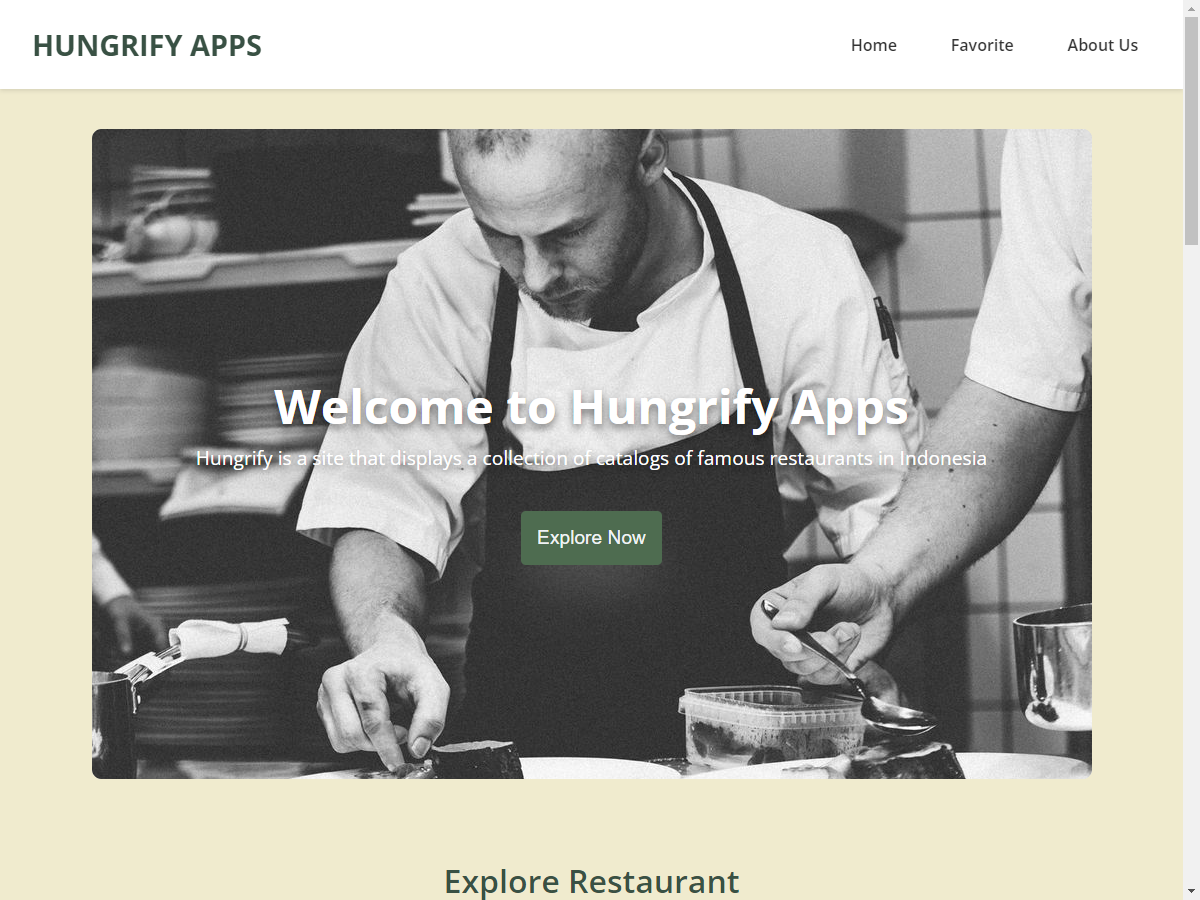 HUNGRIFY APPS
Home
Favorite
About Us
Welcome to Hungrify Apps
Hungrify is a site that displays a collection of catalogs of famous restaurants in Indonesia
Explore Now
Explore Restaurant